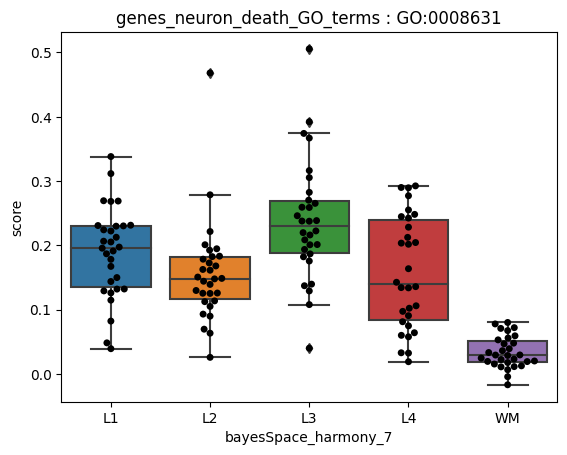 genes_neuron_death_GO_terms : GO:0008631
0.5
0.4
0.3
0.2
0.1
0.0
score
L1 L2 L3 L4 WM
bayesSpace_harmony_7